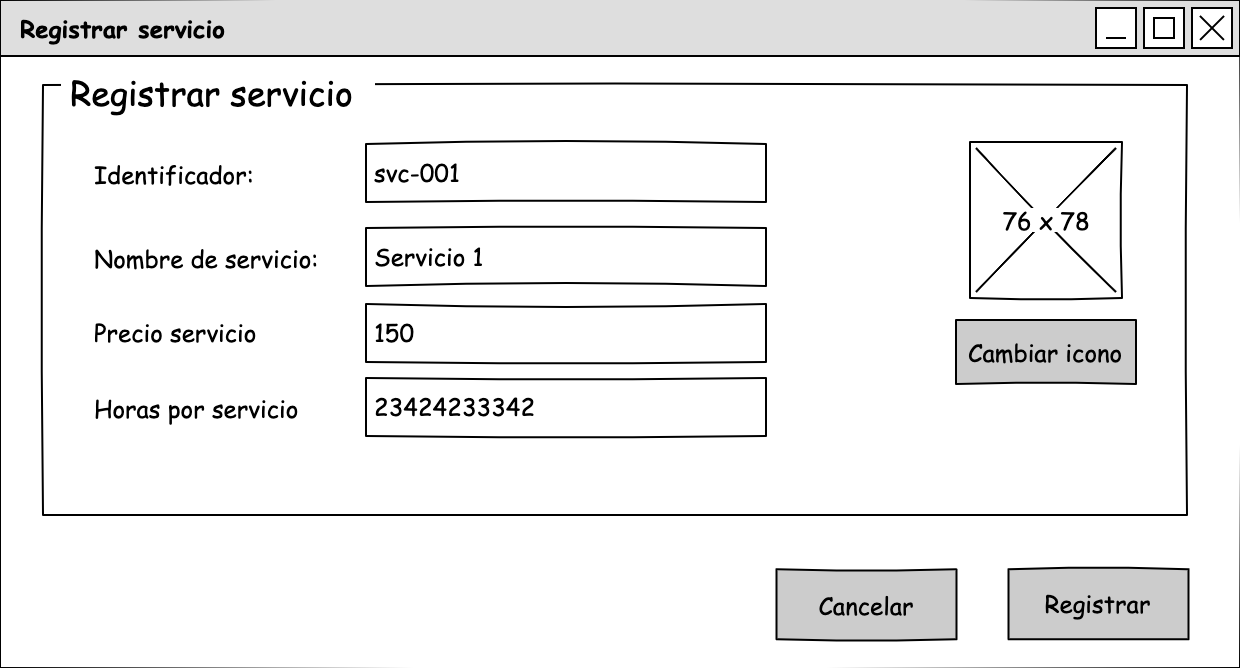 Registrar servicio
Registrar servicio
Identificador:
svc-001
Nombre de servicio:
Servicio 1
Precio servicio
150
Horas por servicio
23424233342
76 x 78
Cambiar icono
Cancelar
Registrar